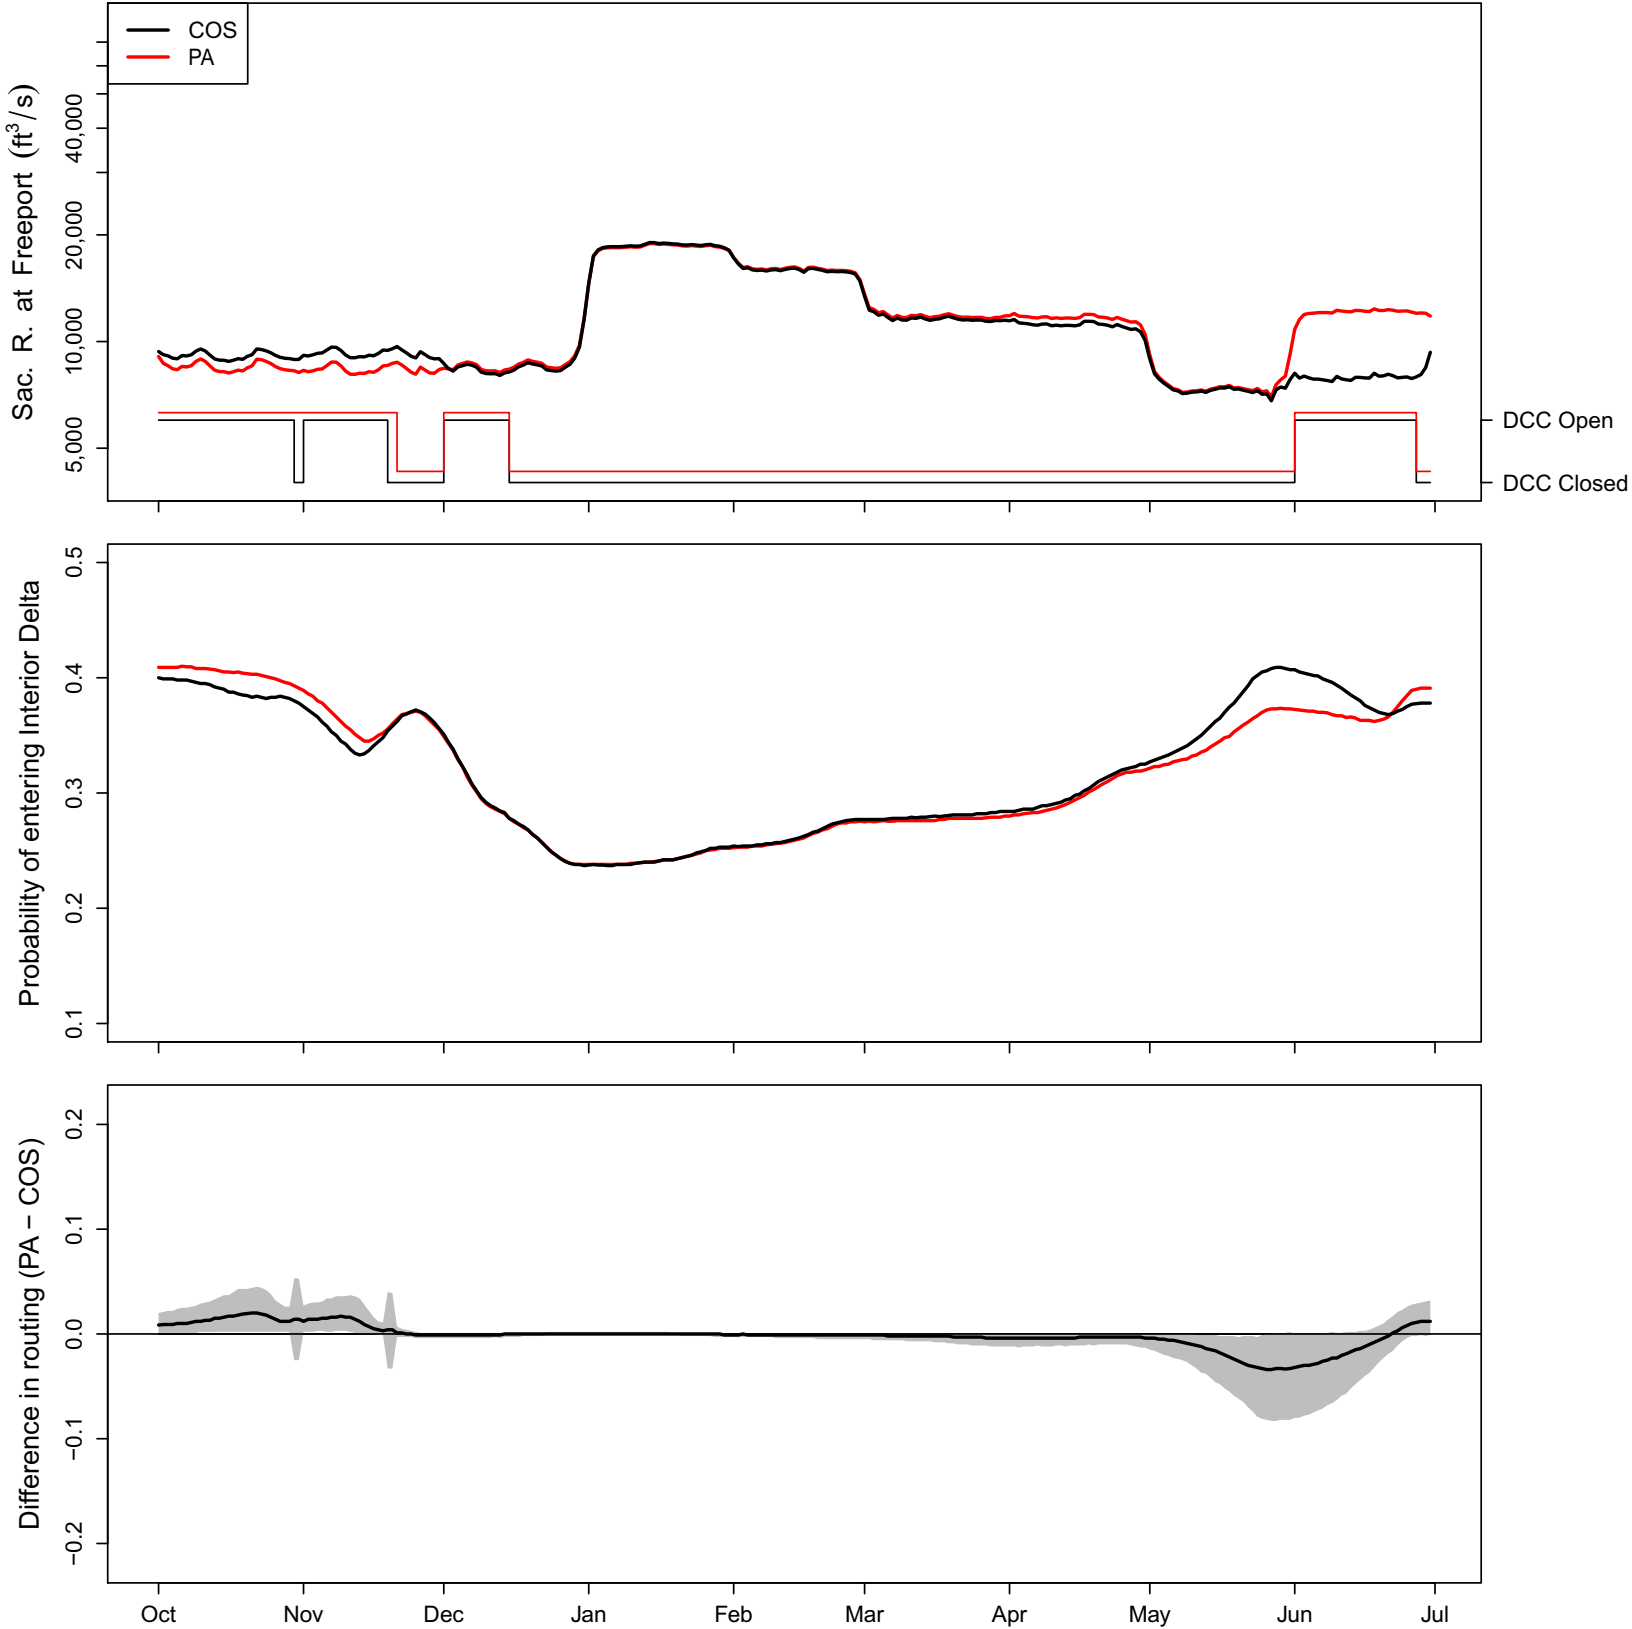 COS
PA
Sac. R. at Freeport (ft³/s)
40,000
20,000
10,000
5,000
DCC Open
DCC Closed
Probability of entering Interior Delta
0.5
0.4
0.3
0.2
0.1
Difference in routing (PA − COS)
0.2
0.1
0.0
−0.1
−0.2
Oct Nov Dec Jan Feb Mar Apr May Jun Jul